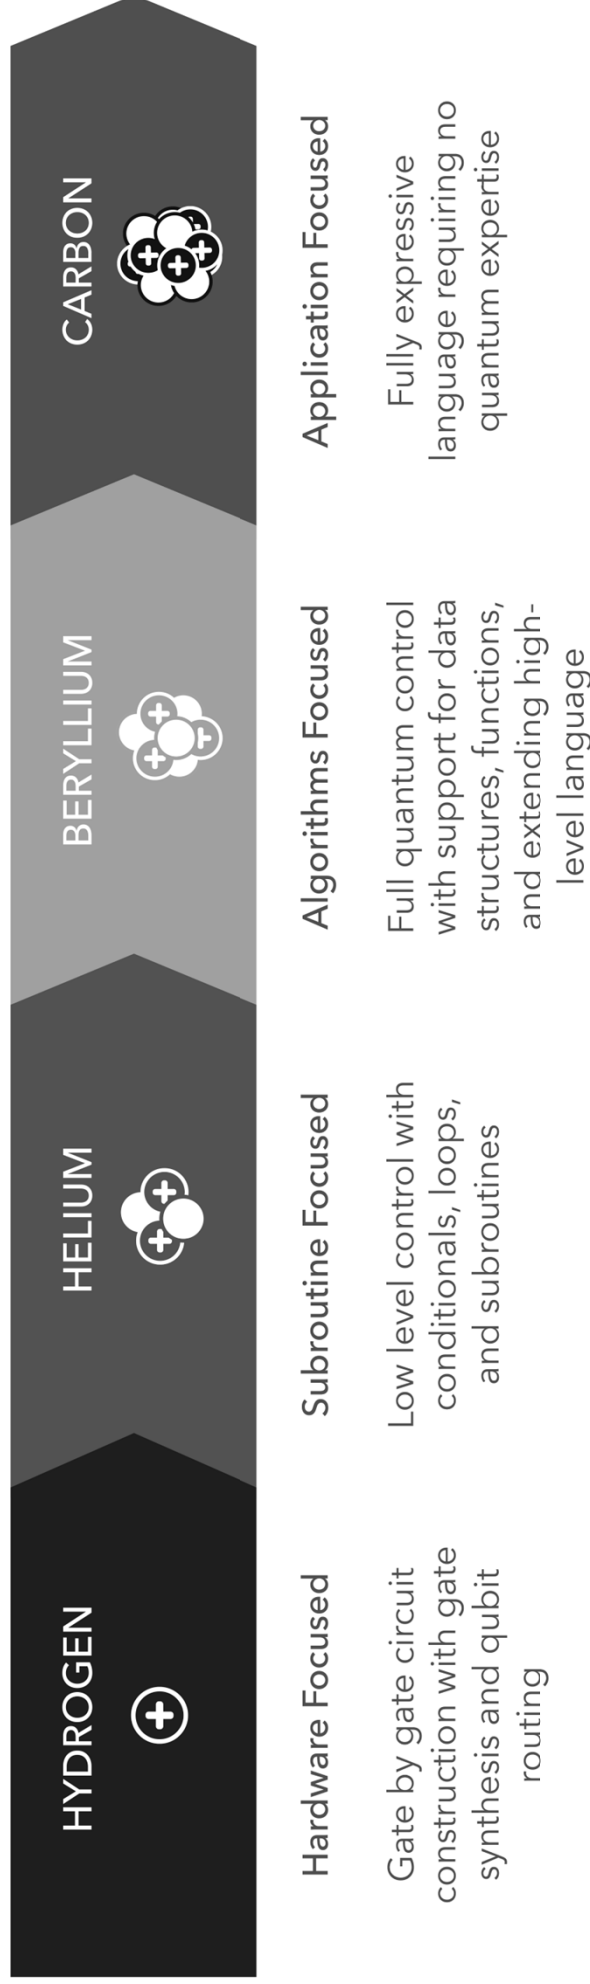 HYDROGEN
Hardware Focused
Gate by gate circuit
construction with gate
synthesis and qubit
routing
HELIUM
Subroutine Focused
Low level control with
conditionals, loops,
and subroutines
BERYLLIUM
Algorithms Focused
Full quantum control
with support for data
structures, functions,
and extending high-
level language
CARBON
Application Focused
Fully expressive
language requiring no
quantum expertise